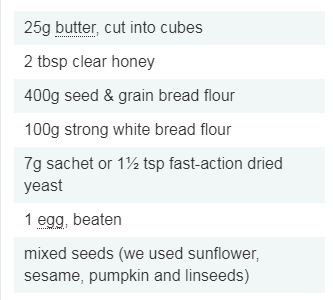 25g butter, cut into cubes
2 tbsp clear honey
400g seed & grain bread flour
100g strong white bread flour
7g sachet or 1½ tsp fast-action dried
yeast
1 egg, beaten
mixed seeds (we used sunflower,
sesame, pumpkin and linseeds)